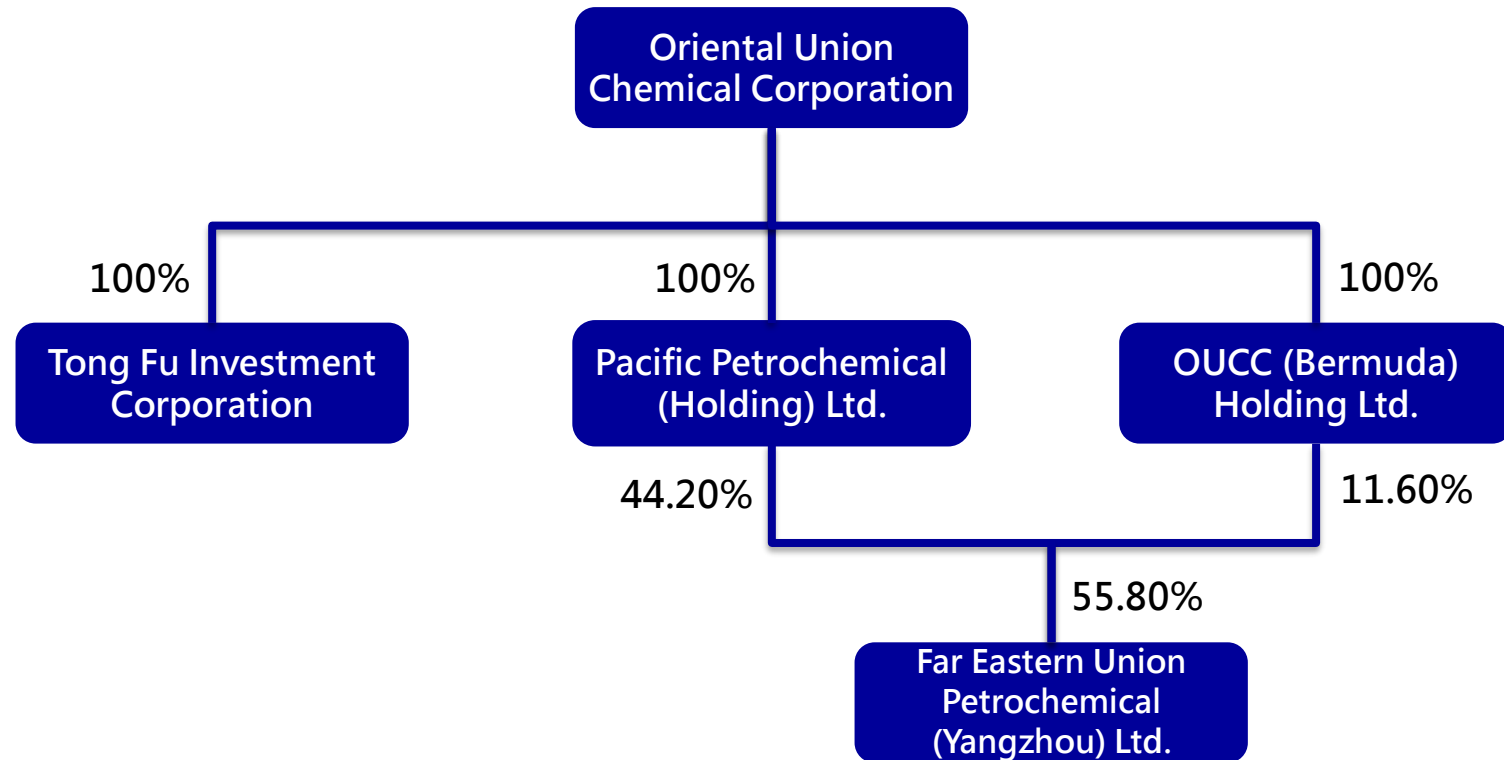 Oriental Union
Chemical Corporation
100%
100%
100%
Tong Fu Investment
Corporation
Pacific Petrochemical
(Holding) Ltd.
OUCC (Bermuda)
Holding Ltd.
44.20%
11.60%
55.80%
Far Eastern Union
Petrochemical
(Yangzhou) Ltd.